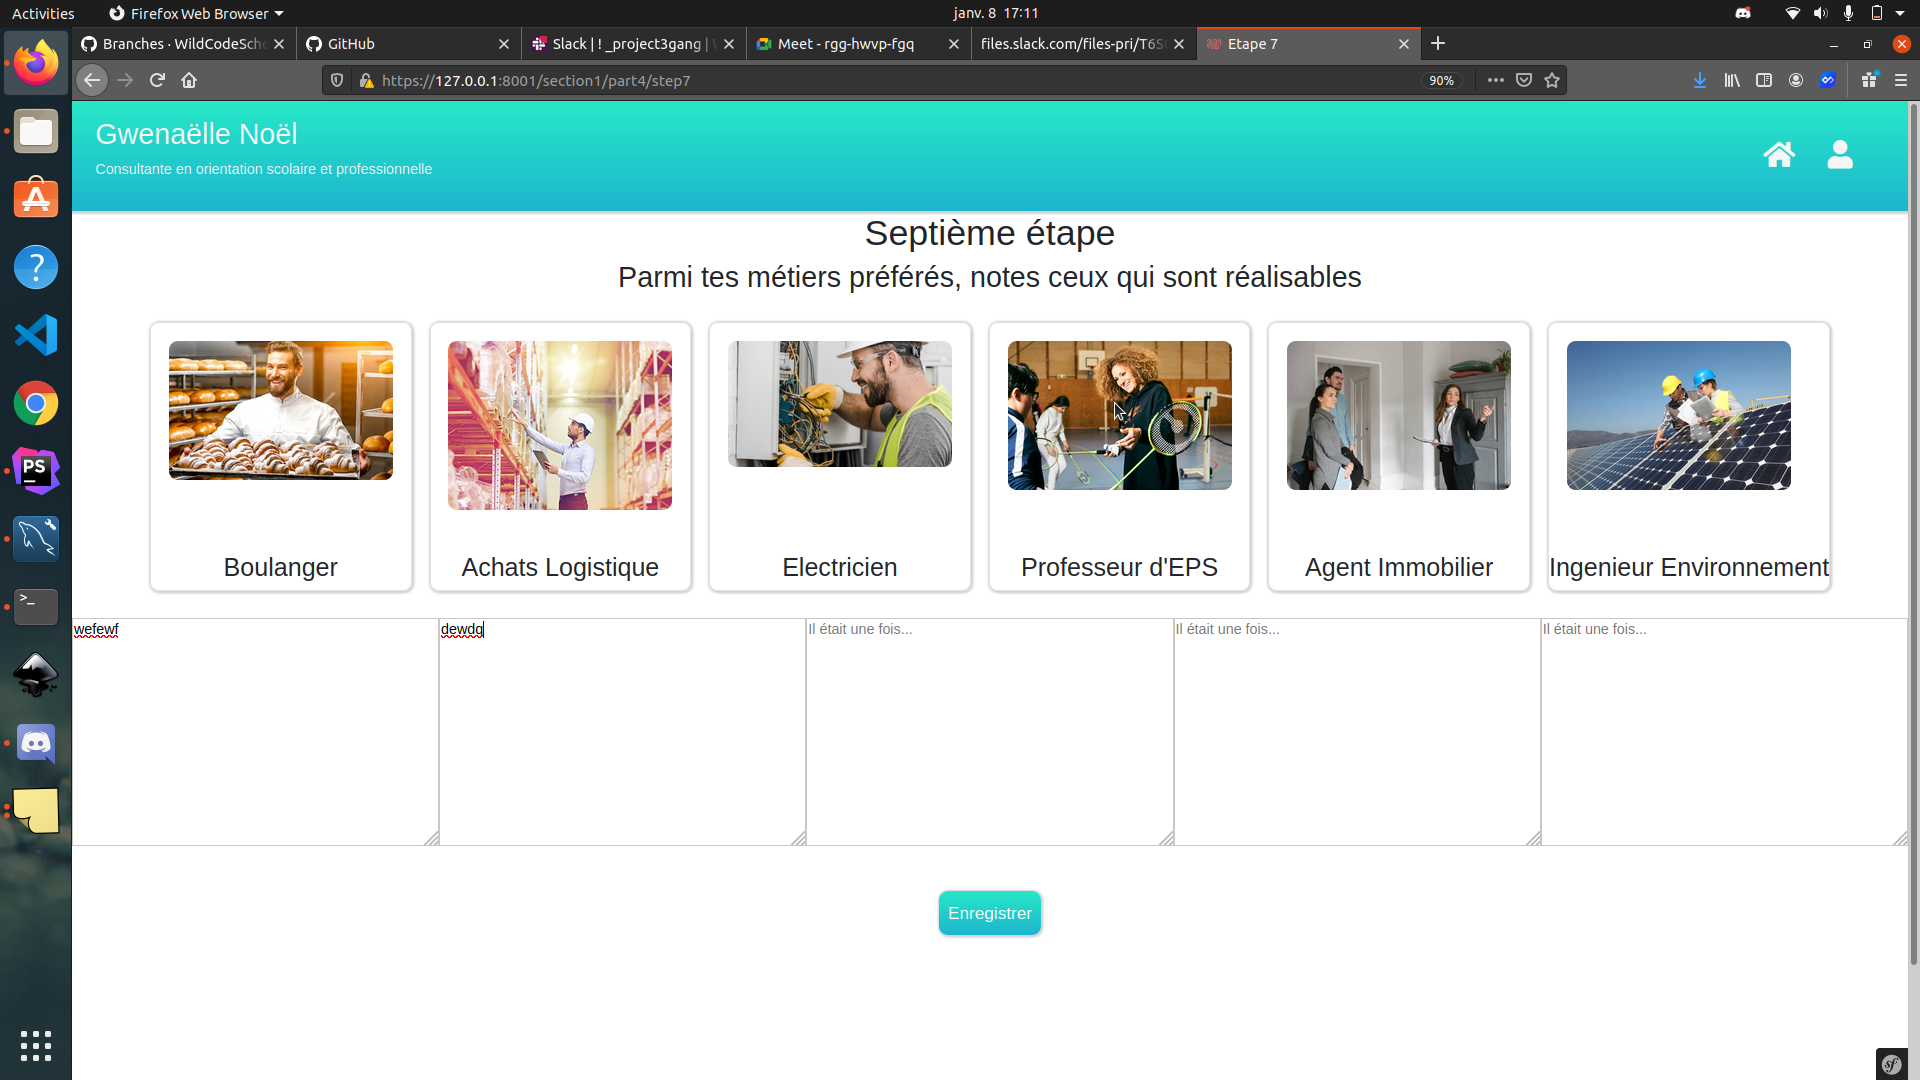 Activities
Firefox Web Browser
janv. 8 17:11
Branches · WildCodeSch
GitHub
Slack | ! _project3gang |
Meet - rgg-hwvp-fgq
files.slack.com/files-pri/T6S
Etape 7
https://127.0.0.1:8001/section1/part4/step7
90%
Gwenaëlle Noël
Consultante en orientation scolaire et professionnelle
Septième étape
Parmi tes métiers préférés, notes ceux qui sont réalisables
Boulanger
Achats Logistique
Electricien
Professeur d'EPS
Agent Immobilier
Ingenieur Environnement
wefewf
dewdq
Il était une fois...
Il était une fois...
Il était une fois...
Enregistrer
PS
>_
sf